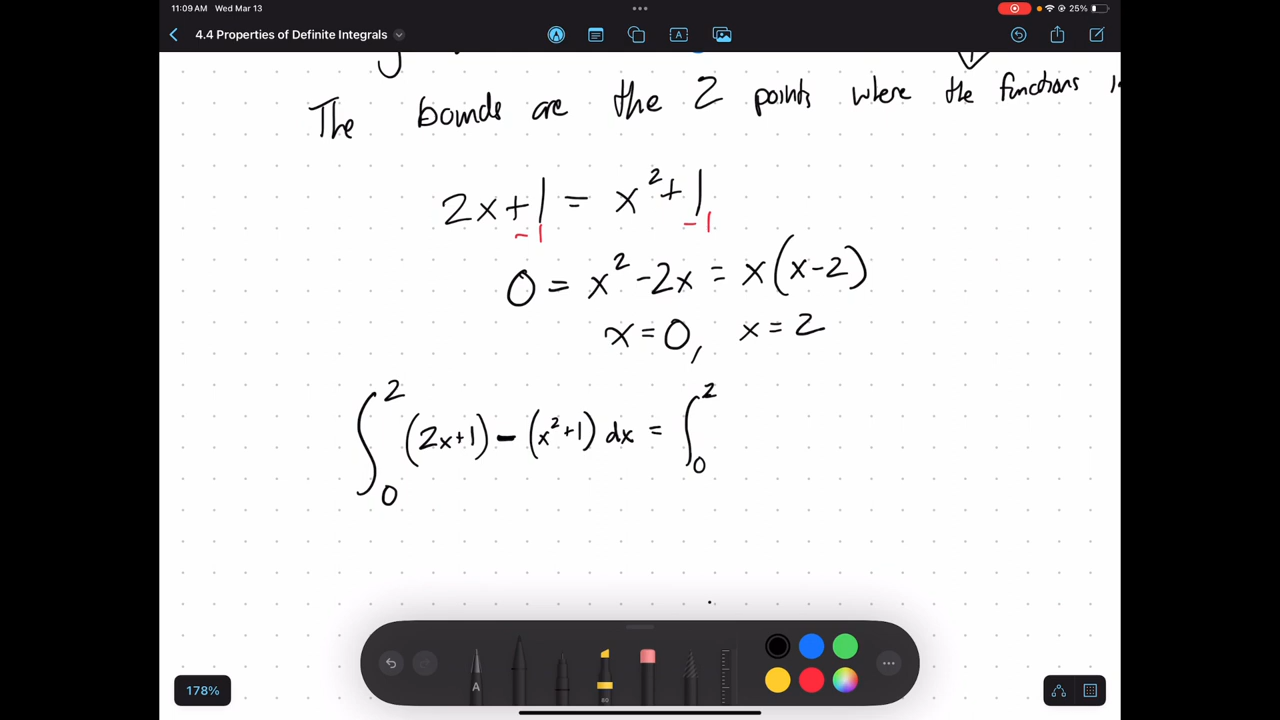 11:09 AM Wed Mar 13
25%
4.4 Properties of Definite Integrals
A
The bounds are the 2 points where the functions
2x+1 = x²+1
-1 -1
0 = x² -2x = x(x-2)
x=0, x=2
∫₀² (2x+1) - (x²+1) dx = ∫₀²
A
80
178%